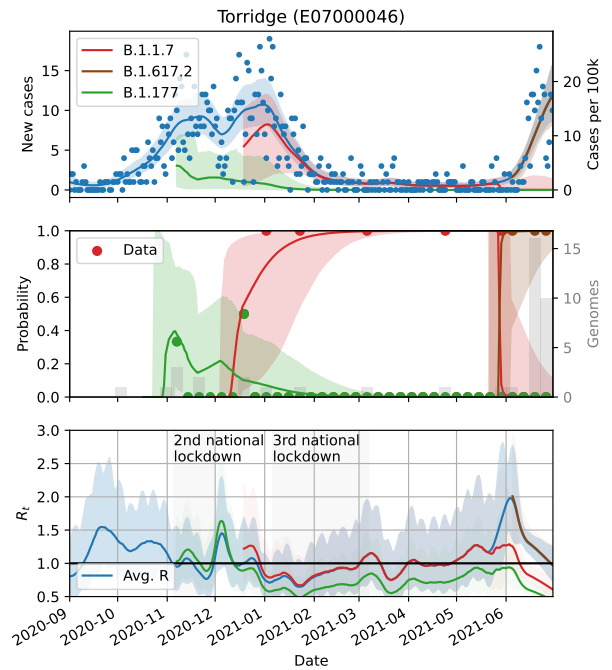 Torridge (E07000046)
New cases
15
10
5
0
B.1.1.7
B.1.617.2
B.1.1177
20
10
0
Cases per 100k
Probability
1.0
0.8
0.6
0.4
0.2
0.0
Data
15
10
5
0
Genomes
R_t
3.0
2.5
2.0
1.5
1.0
0.5
2nd national
lockdown
3rd national
lockdown
Avg. R
2020-09
2020-10
2020-11
2020-12
2021-01
2021-02
2021-03
2021-04
2021-05
2021-06
Date